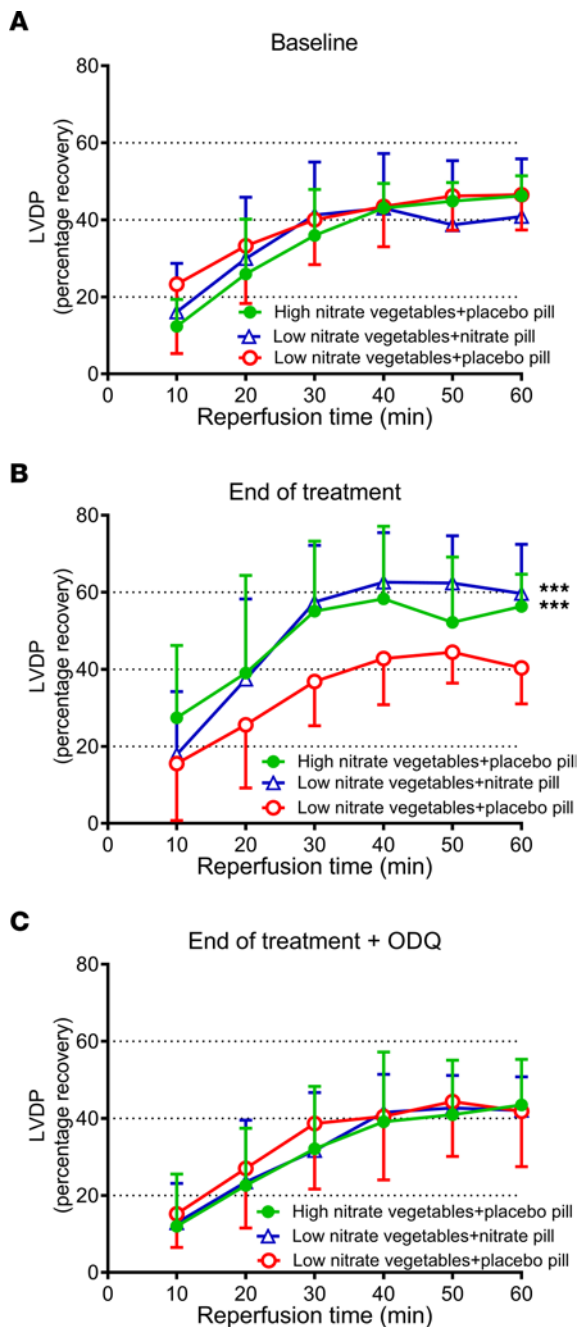 A
Baseline
LVDP
(percentage recovery)
80
60
40
20
0
High nitrate vegetables+placebo pill
Low nitrate vegetables+nitrate pill
Low nitrate vegetables+placebo pill
0 10 20 30 40 50 60
Reperfusion time (min)
B
End of treatment
LVDP
(percentage recovery)
80
60
40
20
0
***
***
High nitrate vegetables+placebo pill
Low nitrate vegetables+nitrate pill
Low nitrate vegetables+placebo pill
0 10 20 30 40 50 60
Reperfusion time (min)
C
End of treatment + ODQ
LVDP
(percentage recovery)
80
60
40
20
0
High nitrate vegetables+placebo pill
Low nitrate vegetables+nitrate pill
Low nitrate vegetables+placebo pill
0 10 20 30 40 50 60
Reperfusion time (min)